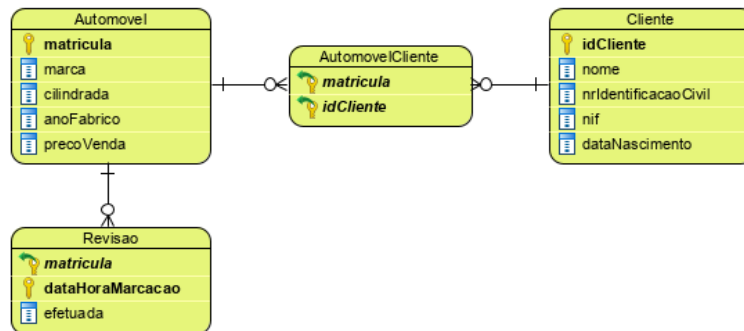 Automovel
matricula
marca
cilindrada
anoFabrico
precoVenda
AutomovelCliente
matricula
idCliente
Cliente
idCliente
nome
nrIdentificacaoCivil
nif
dataNascimento
Revisao
matricula
dataHoraMarcacao
efetuada